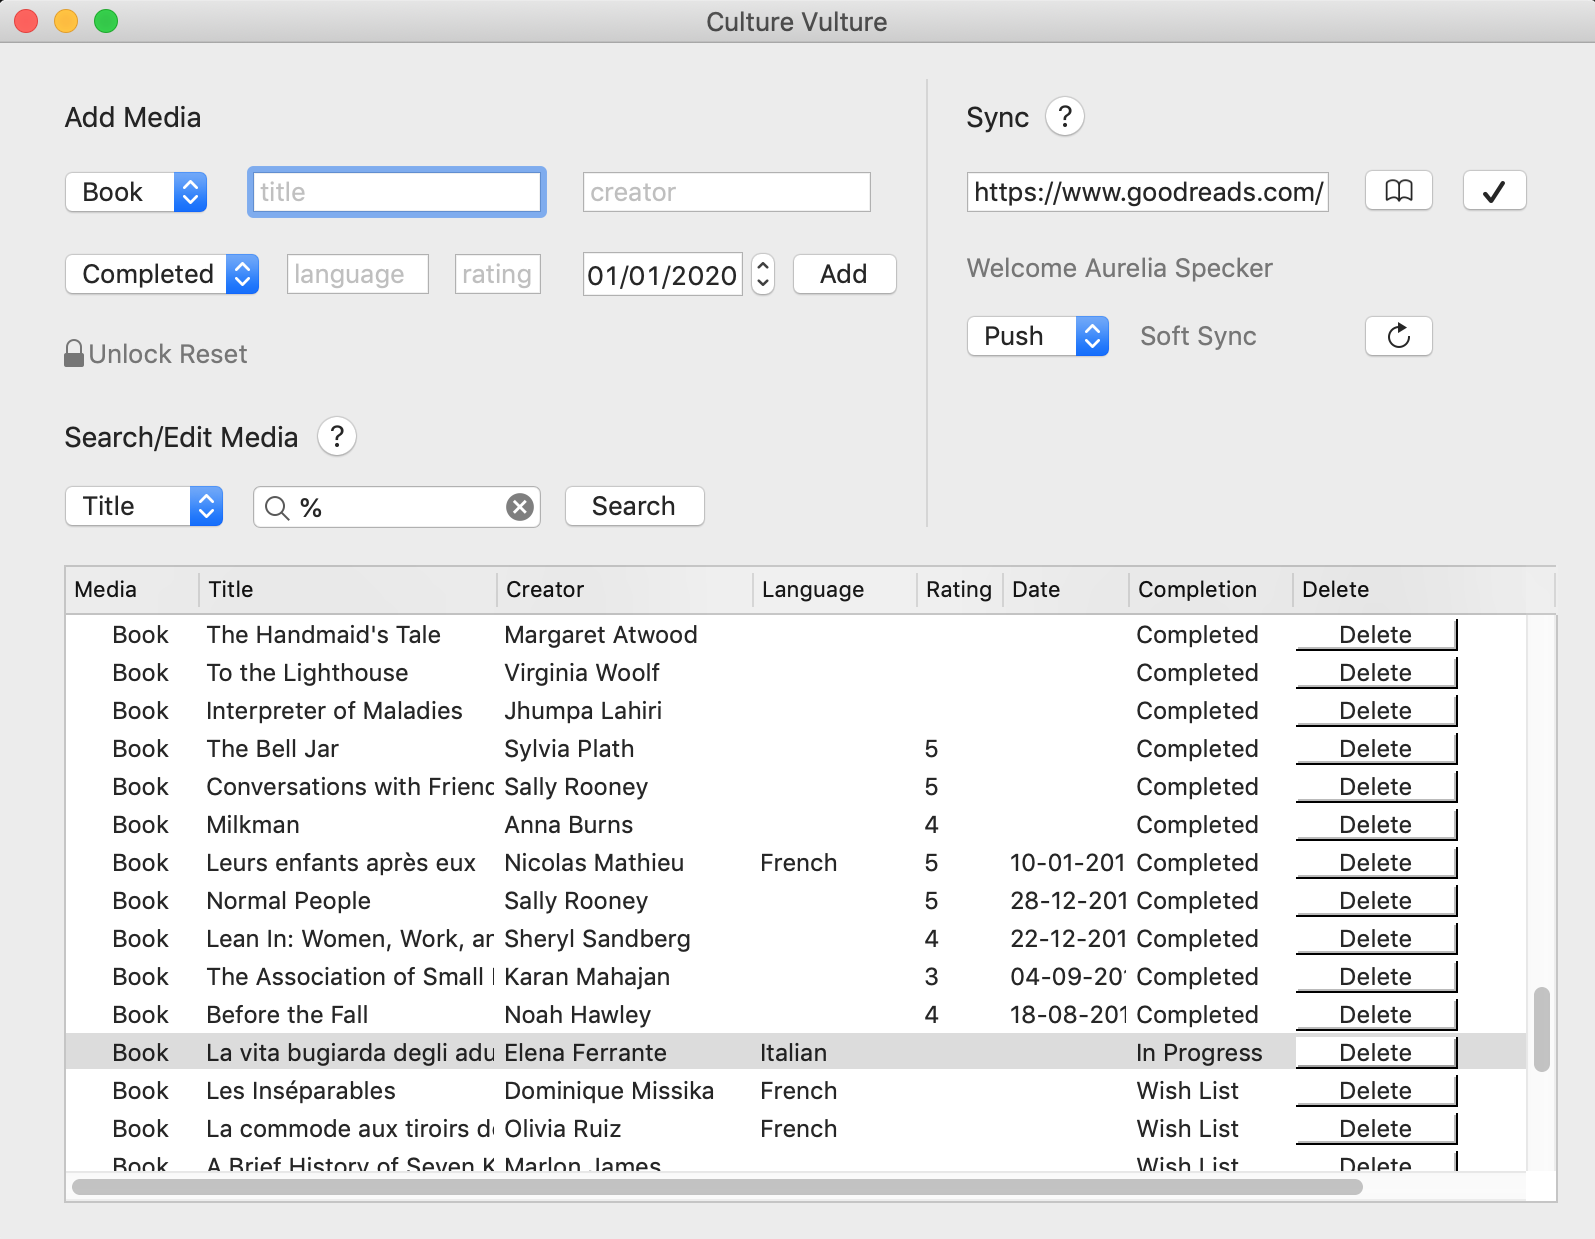 Culture Vulture
Add Media
Book title creator
Completed language rating 01/01/2020 Add
Unlock Reset
Search/Edit Media ?
Title % Search
Sync ?
https://www.goodreads.com/
Welcome Aurelia Specker
Push Soft Sync
Media Title Creator Language Rating Date Completion Delete
Book The Handmaid's Tale Margaret Atwood Completed Delete
Book To the Lighthouse Virginia Woolf Completed Delete
Book Interpreter of Maladies Jhumpa Lahiri Completed Delete
Book The Bell Jar Sylvia Plath 5 Completed Delete
Book Conversations with Frien Sally Rooney 5 Completed Delete
Book Milkman Anna Burns 4 Completed Delete
Book Leurs enfants après eux Nicolas Mathieu French 5 10-01-201 Completed Delete
Book Normal People Sally Rooney 5 28-12-201 Completed Delete
Book Lean In: Women, Work, Sheryl Sandberg 4 22-12-201 Completed Delete
Book The Association of Small Karan Mahajan 3 04-09-20 Completed Delete
Book Before the Fall Noah Hawley 4 18-08-201 Completed Delete
Book La vita bugiarda degli adu Elena Ferrante Italian In Progress Delete
Book Les Inséparables Dominique Missika French Wish List Delete
Book La commode aux tiroirs d Olivia Ruiz French Wish List Delete
Book A Brief History of Seven K Marlon James Wish List Delete